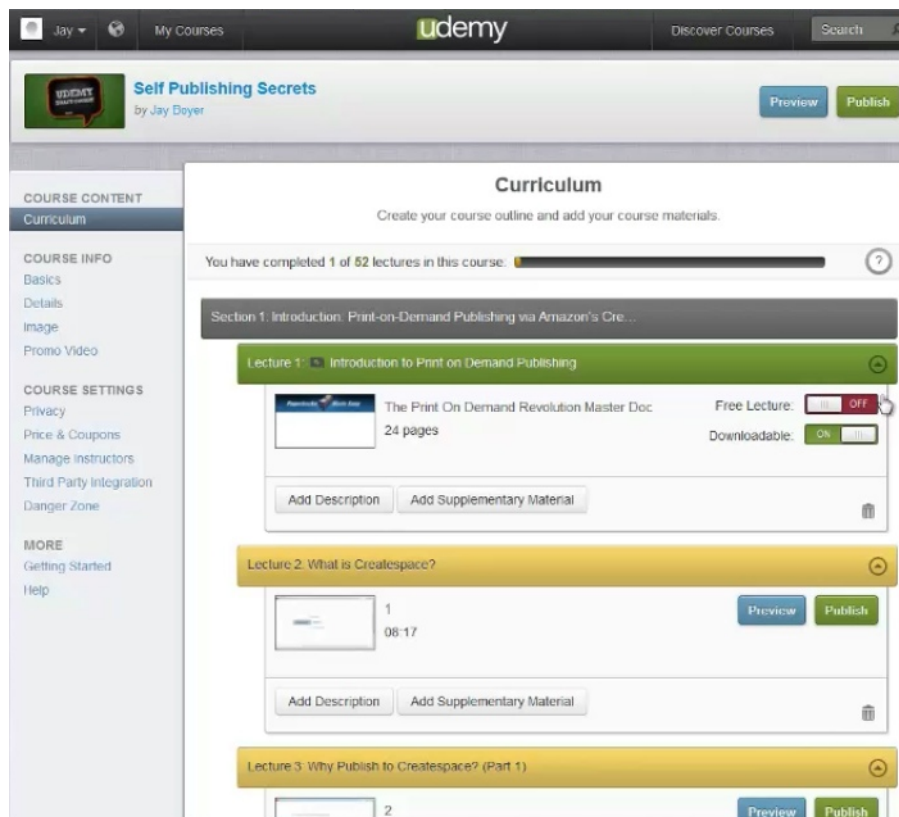 Jay
My Courses
udemy
Discover Courses
Search
UDEMY
Self Publishing Secrets
by Jay Boyer
Preview
Publish
COURSE CONTENT
Curriculum
COURSE INFO
Basics
Details
Image
Promo Video
COURSE SETTINGS
Privacy
Price & Coupons
Manage Instructors
Third Party Integration
Danger Zone
MORE
Getting Started
Help
Curriculum
Create your course outline and add your course materials.
You have completed 1 of 52 lectures in this course:
?
Section 1: Introduction: Print-on-Demand Publishing via Amazon's Cre...
Lecture 1: Introduction to Print on Demand Publishing
The Print On Demand Revolution Master Doc
24 pages
Free Lecture: OFF
Downloadable: ON
Add Description Add Supplementary Material
Lecture 2: What is Createspace?
1
08:17
Preview Publish
Add Description Add Supplementary Material
Lecture 3: Why Publish to Createspace? (Part 1)
2
Preview Publish